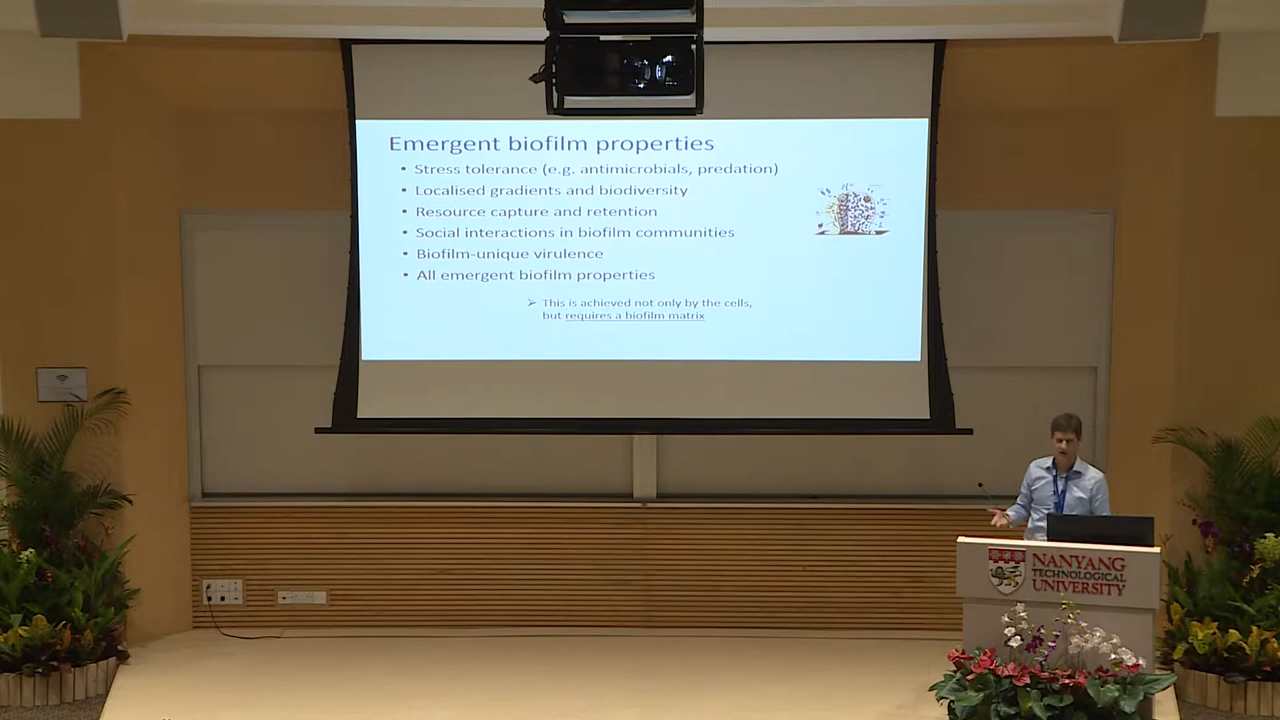 Emergent biofilm properties
• Stress tolerance (e.g. antimicrobials, predation)
• Localised gradients and biodiversity
• Resource capture and retention
• Social interactions in biofilm communities
• Biofilm-unique virulence
• All emergent biofilm properties
➢ This is achieved not only by the cells,
but requires a biofilm matrix
NANYANG
TECHNOLOGICAL
UNIVERSITY